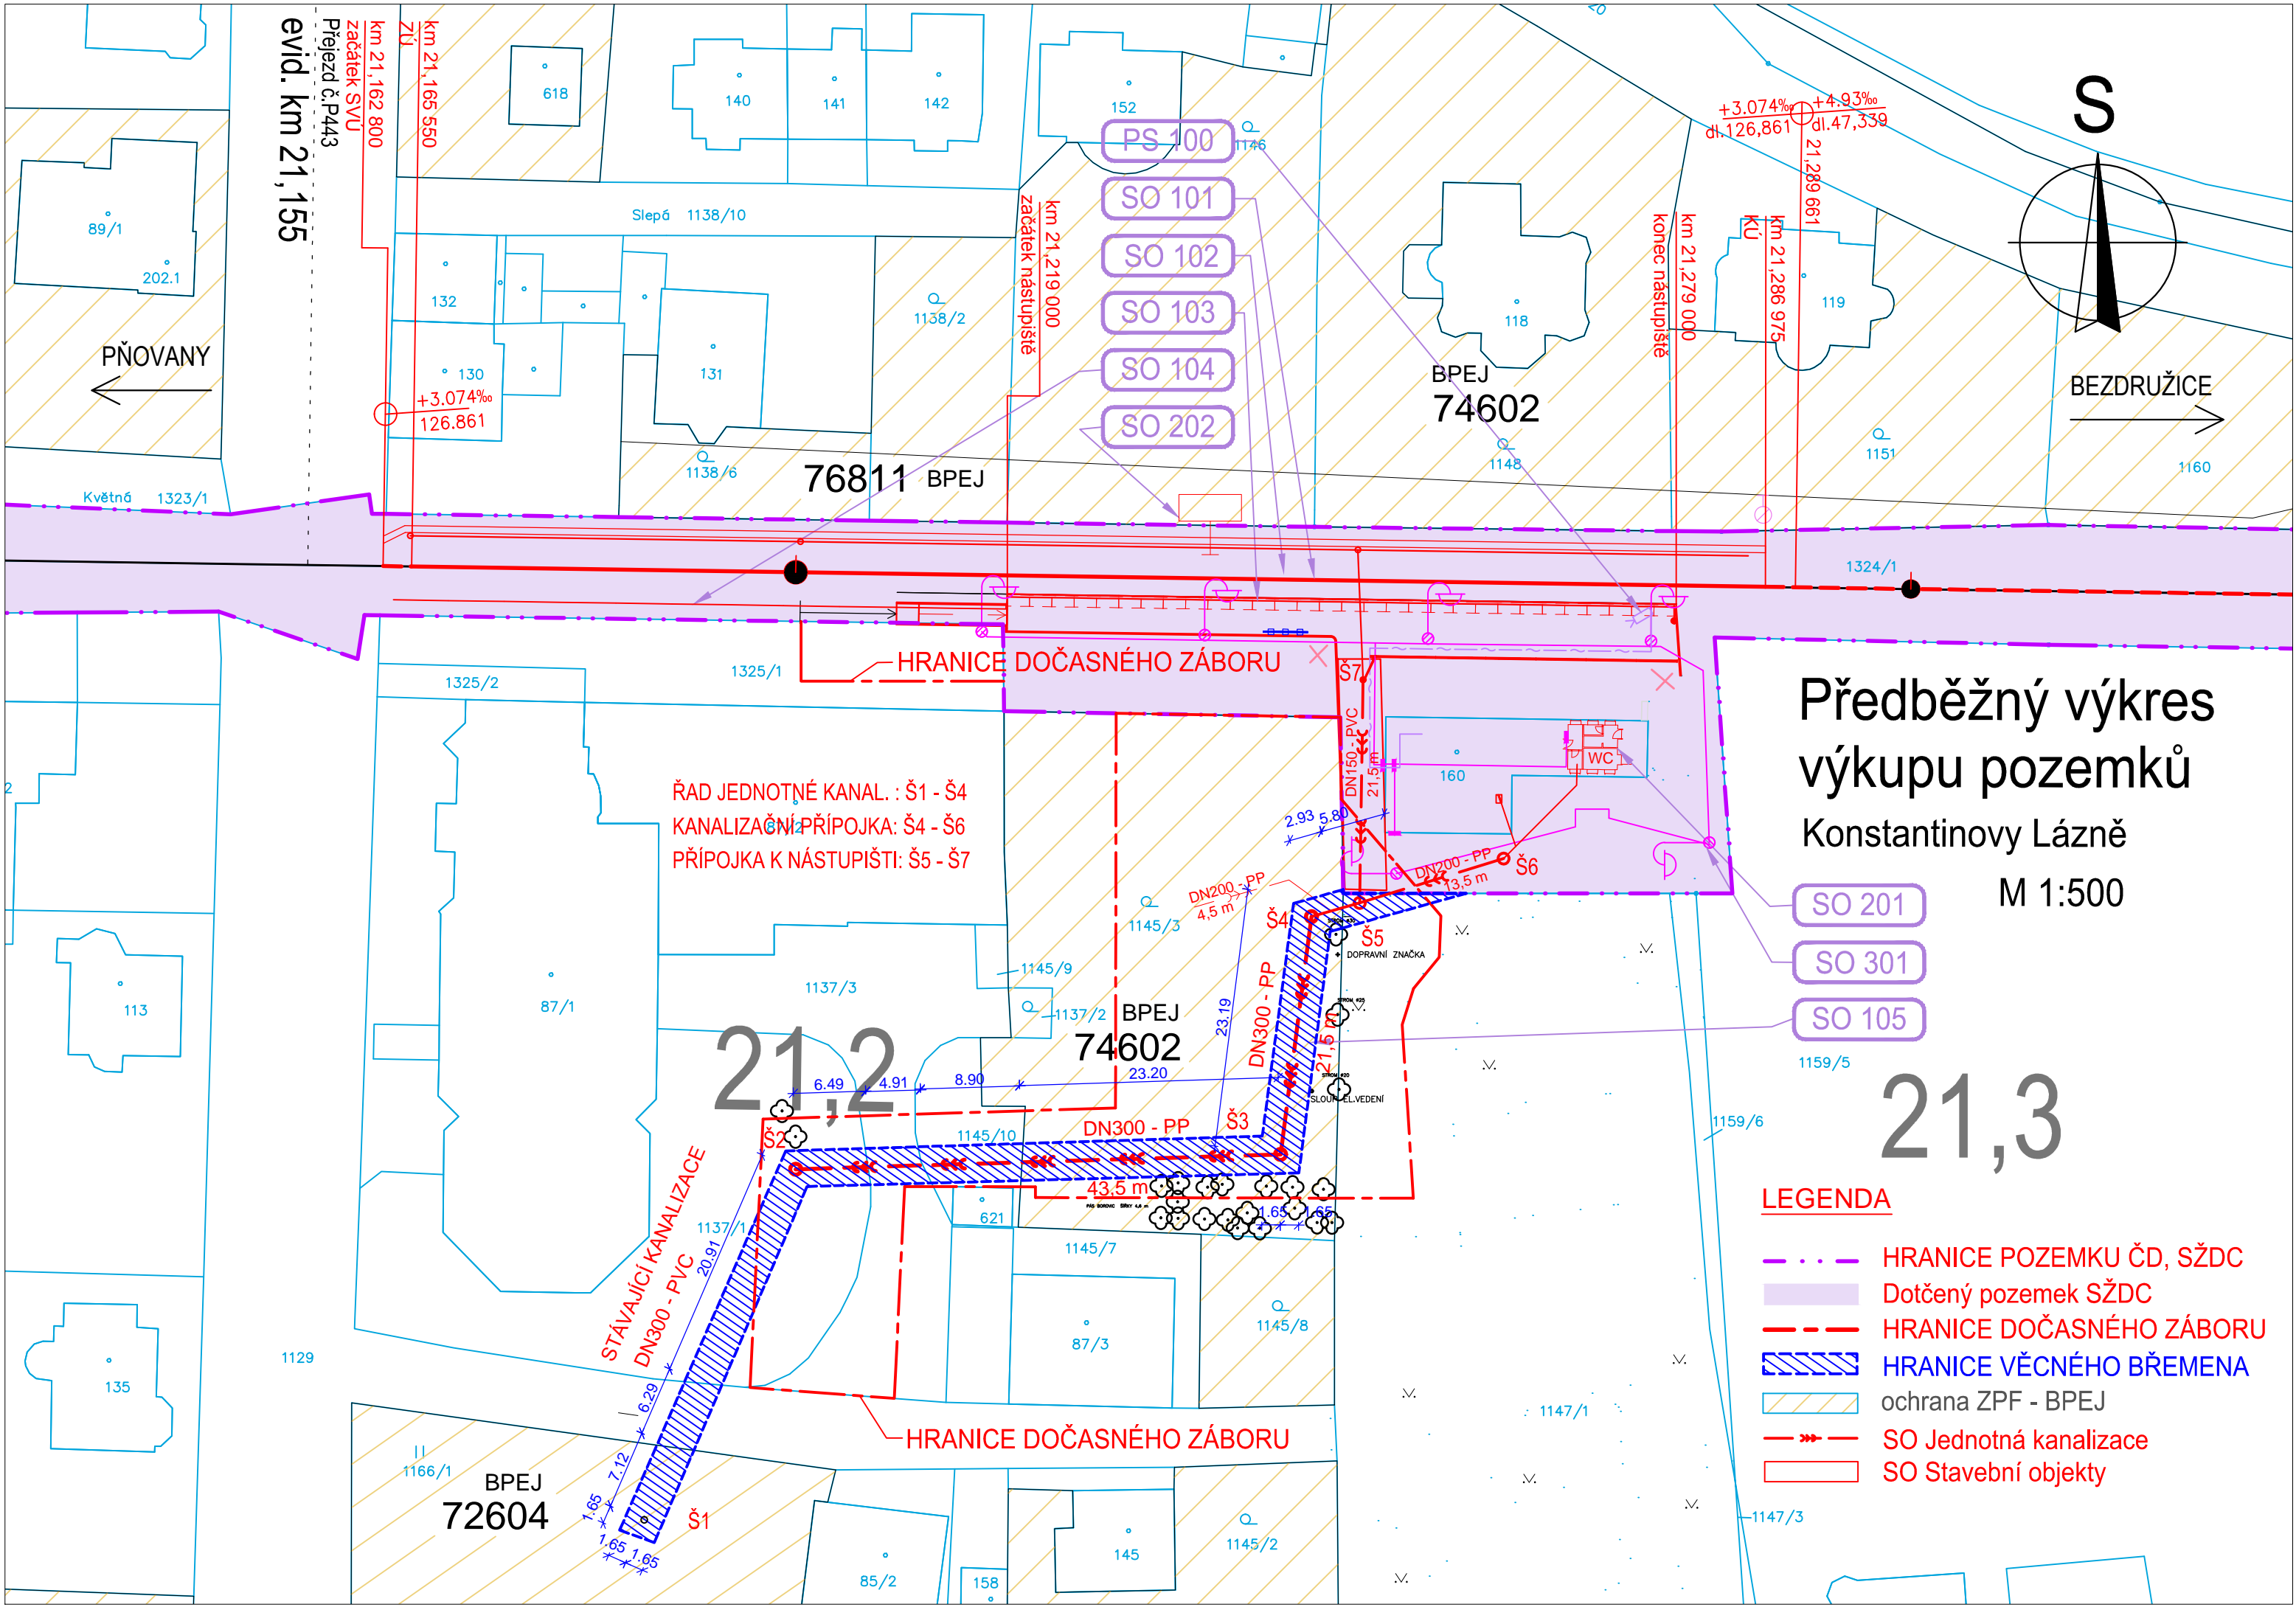 evid. km 21,155
Přejezd č.P443
začátek SVÚ
km 21,162 800
ZÚ
km 21,165 550
618
140
141
142
152
PS 100
1146
SO 101
SO 102
SO 103
SO 104
SO 202
+3.074‰
dl.126,861
+4.93‰
dl.47,339
21,289 661
S
89/1
202.1
Slepá 1138/10
132
130
131
1138/2
1138/6
začátek nástupiště
km 21,219 000
118
konec nástupiště
km 21,279 000
KÚ
km 21,286 975
119
PŇOVANY
+3.074‰
126.861
BPEJ
74602
BEZDRUŽICE
1148
1151
1160
76811 BPEJ
Květná 1323/1
1324/1
1325/2
1325/1
HRANICE DOČASNÉHO ZÁBORU
Š7
DN150 - PVC
21,5 m
160
WC
Předběžný výkres
výkupu pozemků
Konstantinovy Lázně
M 1:500
ŘAD JEDNOTNÉ KANAL. : Š1 - Š4
KANALIZAČNÍ PŘÍPOJKA: Š4 - Š6
PŘÍPOJKA K NÁSTUPIŠTI: Š5 - Š7
87/2
2.93
5.80
DN200 - PP
13,5 m
Š6
DN200 - PP
4,5 m
Š4
Š5
DOPRAVNÍ ZNAČKA
SO 201
SO 301
SO 105
1145/3
1145/9
1137/3
1137/2
113
87/1
BPEJ
74602
23.19
DN300 - PP
21,5 m
SLOUP EL.VEDENÍ
1159/5
1159/6
21,2
21,3
6.49
4.91
8.90
23.20
Š2
1145/10
DN300 - PP
Š3
43,5 m
1.65
1.65
621
1137/1
20.91
STÁVAJÍCÍ KANALIZACE
DN300 - PVC
1145/7
87/3
1145/8
LEGENDA
HRANICE POZEMKU ČD, SŽDC
Dotčený pozemek SŽDC
HRANICE DOČASNÉHO ZÁBORU
HRANICE VĚCNÉHO BŘEMENA
ochrana ZPF - BPEJ
SO Jednotná kanalizace
SO Stavební objekty
135
1129
6.29
7.12
1.65
1.65
1.65
Š1
1166/1
BPEJ
72604
HRANICE DOČASNÉHO ZÁBORU
1147/1
1147/3
85/2
158
145
1145/2